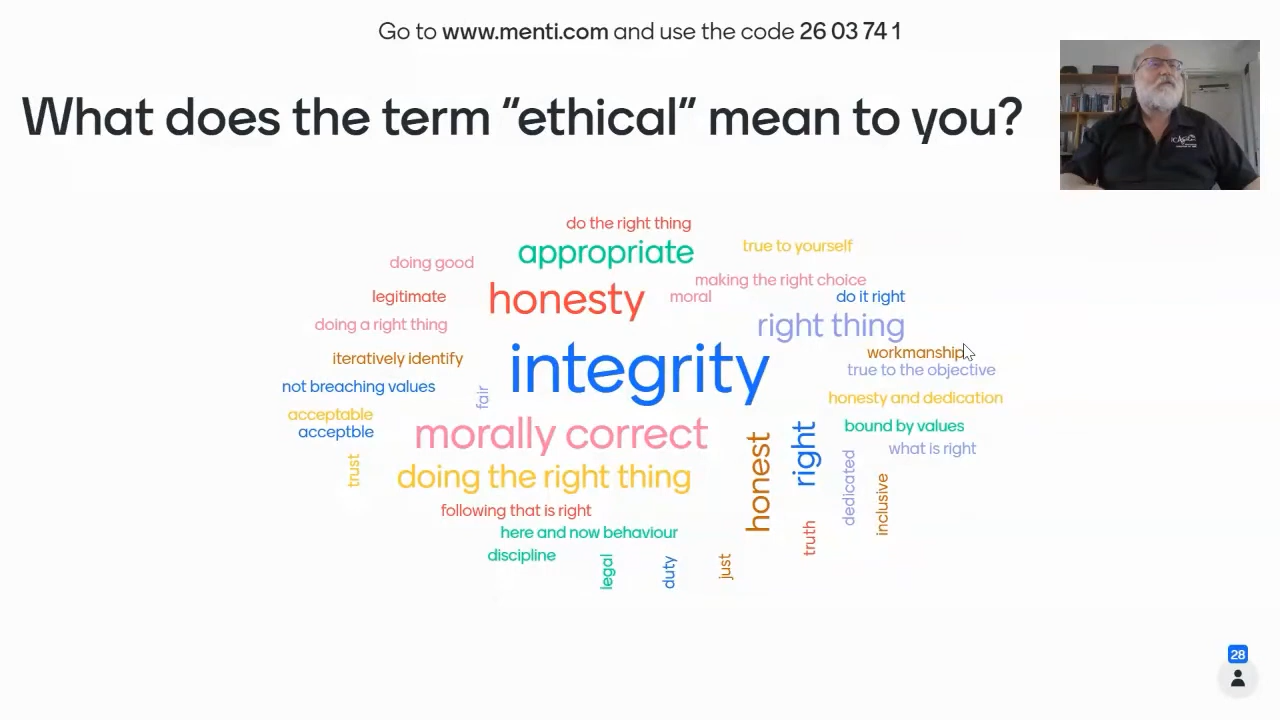 Go to www.menti.com and use the code 26 03 74 1
What does the term "ethical" mean to you?
do the right thing
appropriate
true to yourself
doing good
making the right choice
legitimate
honesty
moral
do it right
doing a right thing
right thing
iteratively identify
integrity
workmanship
true to the objective
not breaching values
fair
honesty and dedication
acceptable
acceptble
morally correct
bound by values
what is right
trust
doing the right thing
honest
right
dedicated
inclusive
following that is right
here and now behaviour
truth
discipline
legal
duty
just
28